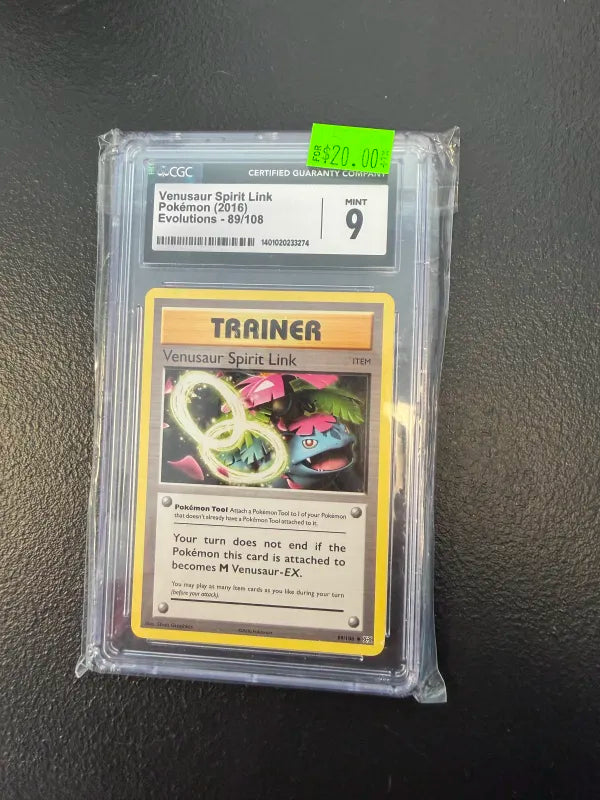 FOR
$20.00
CGC
CERTIFIED GUARANTY COMPANY
Venusaur Spirit Link
Pokémon (2016)
Evolutions - 89/108
MINT
9
1401020233274
TRAINER
Venusaur Spirit Link
ITEM
Pokémon Tool Attach a Pokémon Tool to 1 of your Pokémon
that doesn't already have a Pokémon Tool attached to it.
Your turn does not end if the
Pokémon this card is attached to
becomes M Venusaur-EX.
You may play as many Item cards as you like during your turn
(before your attack).
©2016 Pokémon
89/108